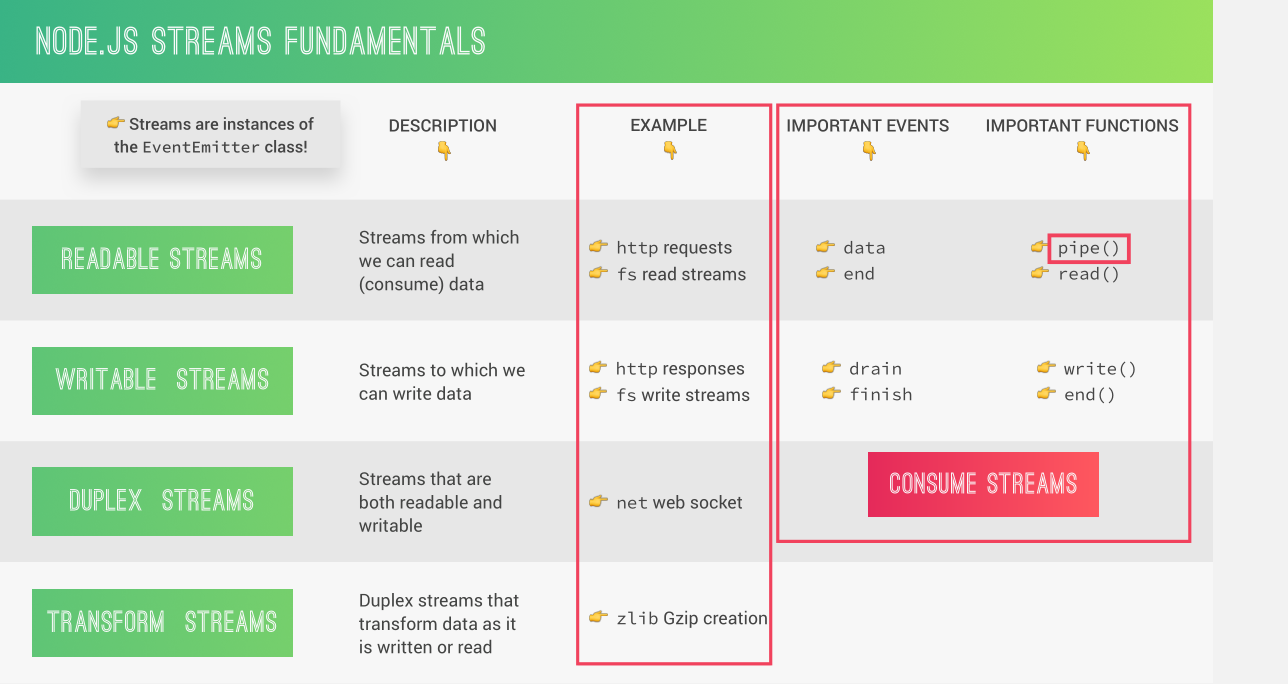 NODE.JS STREAMS FUNDAMENTALS
👉 Streams are instances of
the EventEmitter class!
DESCRIPTION
👇
EXAMPLE
👇
IMPORTANT EVENTS
👇
IMPORTANT FUNCTIONS
👇
READABLE STREAMS
Streams from which
we can read
(consume) data
👉 http requests
👉 fs read streams
👉 data
👉 end
👉 pipe()
👉 read()
WRITABLE STREAMS
Streams to which we
can write data
👉 http responses
👉 fs write streams
👉 drain
👉 finish
👉 write()
👉 end()
DUPLEX STREAMS
Streams that are
both readable and
writable
👉 net web socket
CONSUME STREAMS
TRANSFORM STREAMS
Duplex streams that
transform data as it
is written or read
👉 zlib Gzip creation